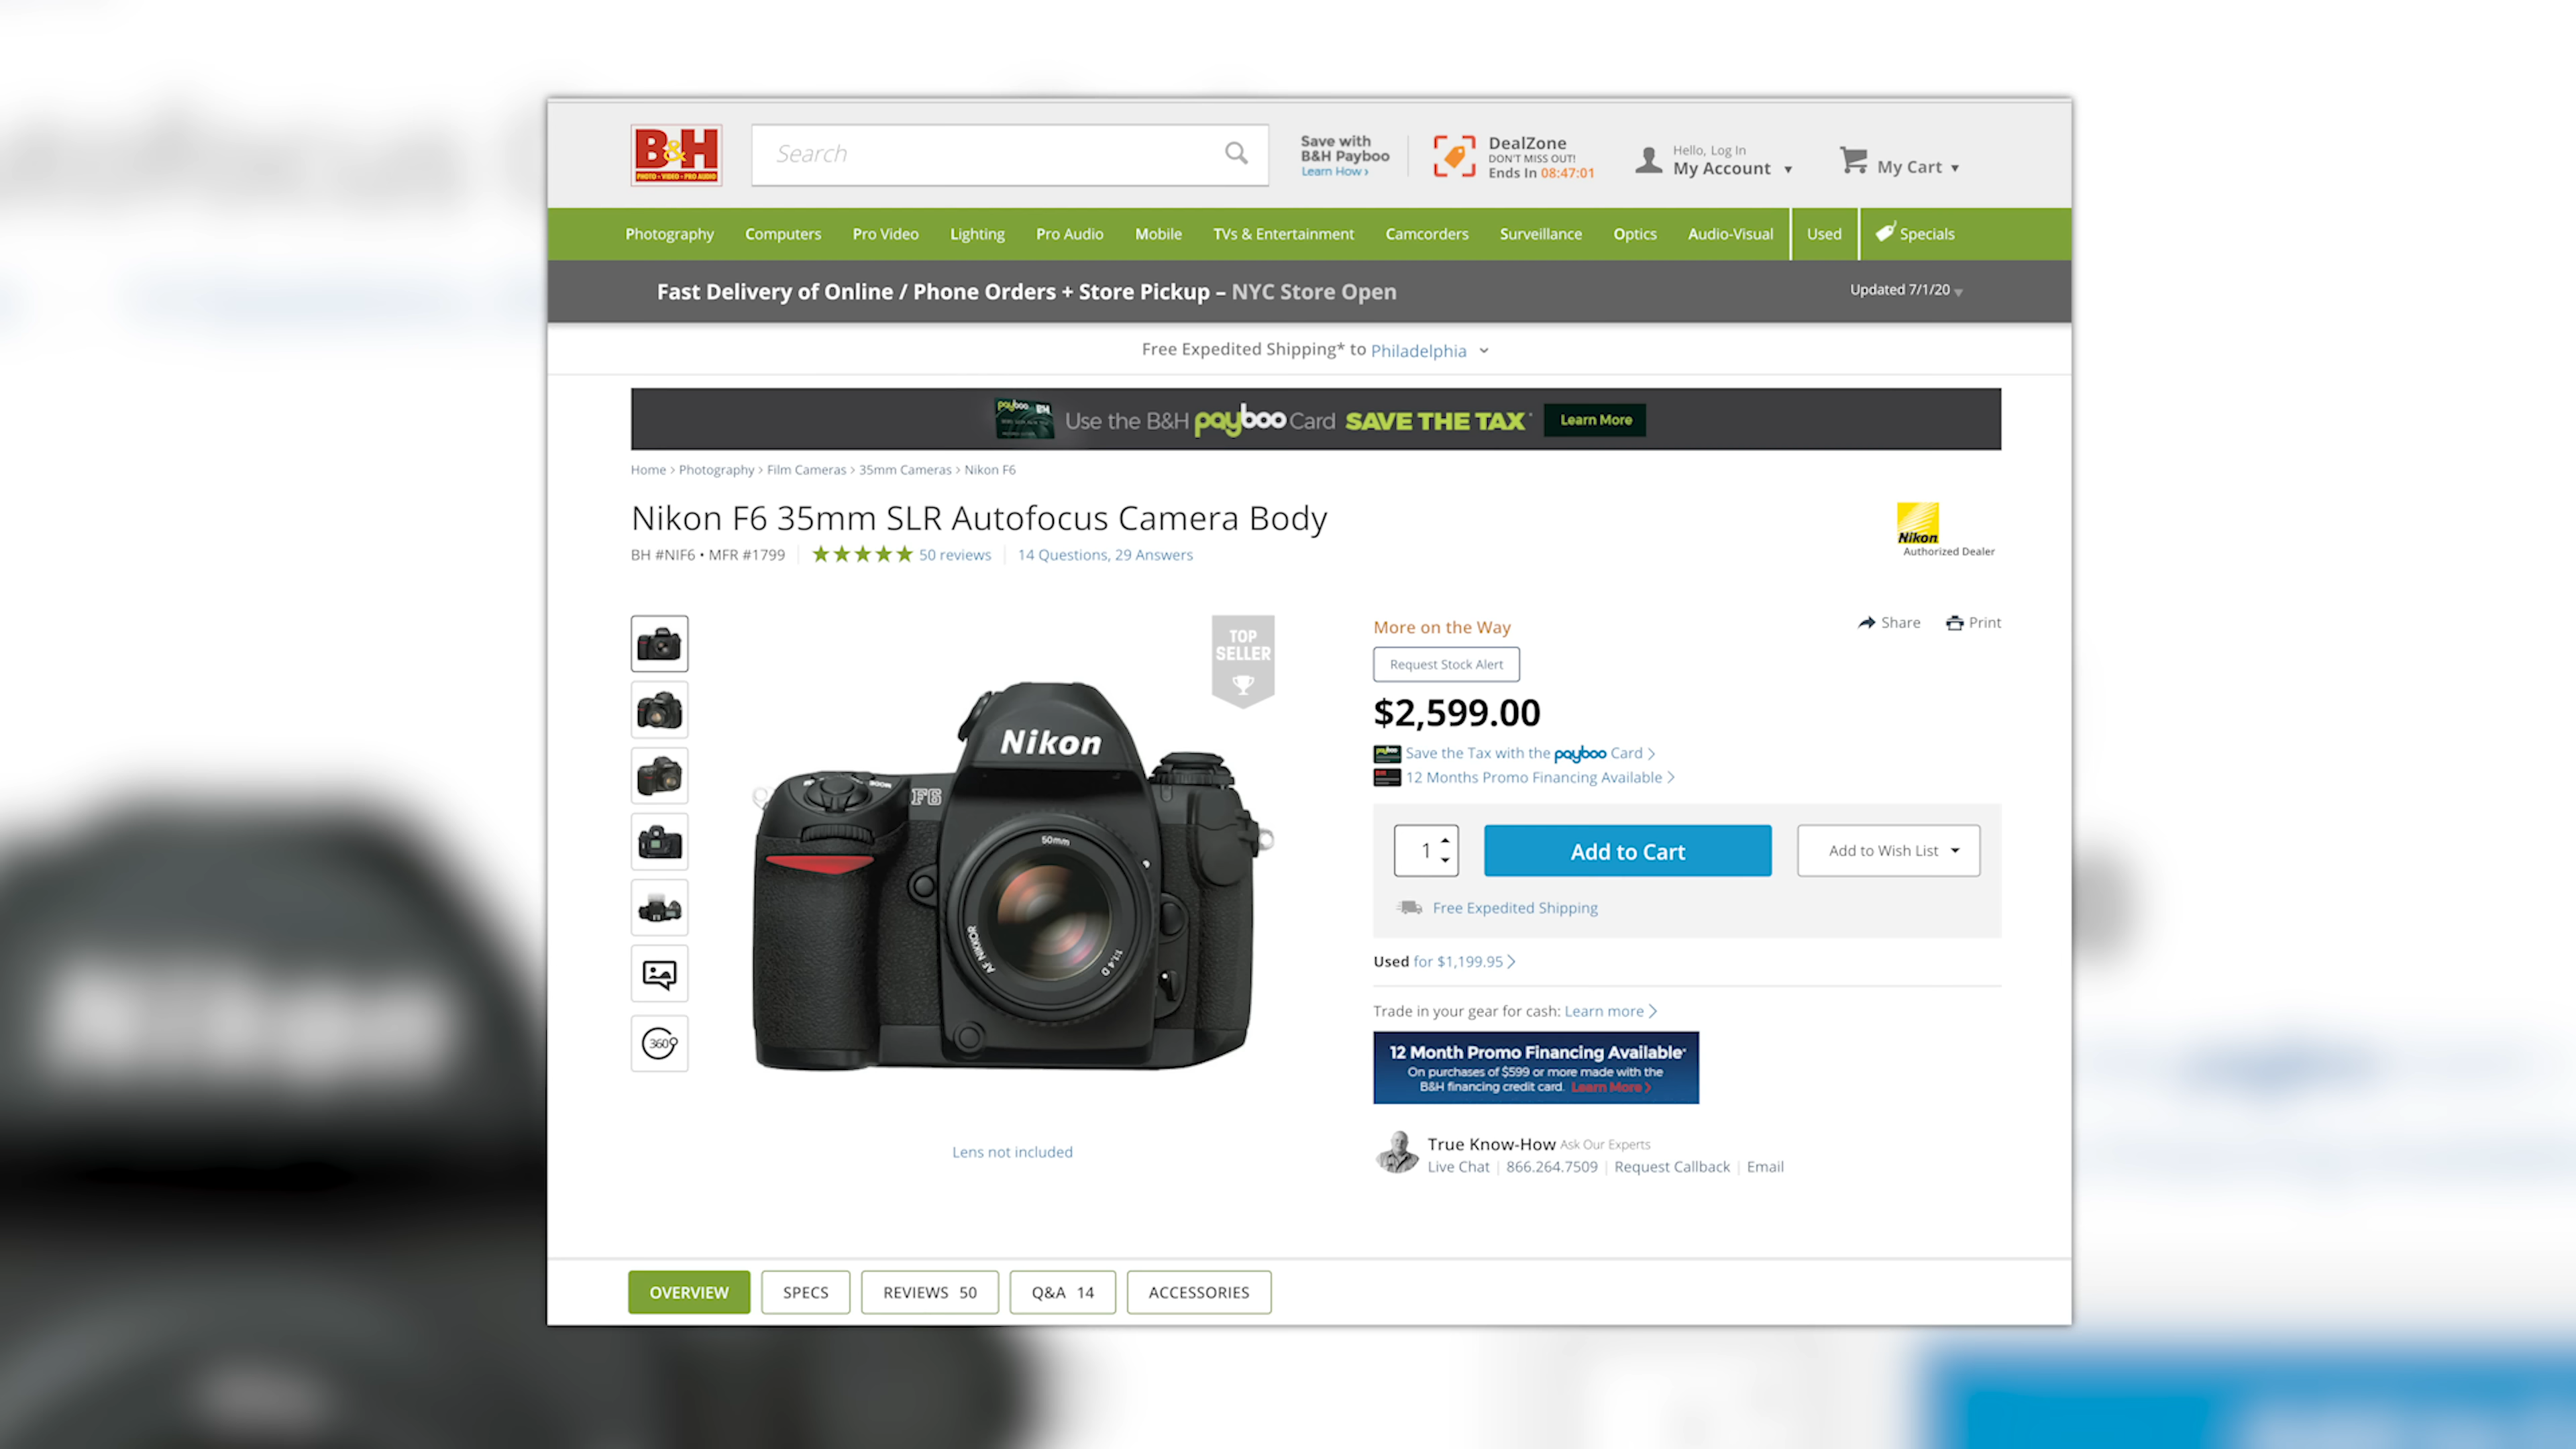 B&H
PHOTO • VIDEO • PRO AUDIO
Search
Save with
B&H Payboo
Learn How ›
DealZone
DON'T MISS OUT!
Ends In 08:47:01
Hello, Log In
My Account
My Cart
Photography Computers Pro Video Lighting Pro Audio Mobile TVs & Entertainment Camcorders Surveillance Optics Audio-Visual Used Specials
Fast Delivery of Online / Phone Orders + Store Pickup – NYC Store Open
Updated 7/1/20
Free Expedited Shipping* to Philadelphia
payboo BH
Use the B&H payboo Card SAVE THE TAX* Learn More
Home › Photography › Film Cameras › 35mm Cameras › Nikon F6
Nikon F6 35mm SLR Autofocus Camera Body
BH #NIF6 • MFR #1799 50 reviews 14 Questions, 29 Answers
Nikon
Authorized Dealer
TOP
SELLER
Nikon
F6
50mm
AF NIKKOR
1:1.4 D
360
Lens not included
More on the Way
Share Print
Request Stock Alert
$2,599.00
Save the Tax with the payboo Card >
12 Months Promo Financing Available >
1 Add to Cart Add to Wish List
Free Expedited Shipping
Used for $1,199.95 >
Trade in your gear for cash: Learn more >
12 Month Promo Financing Available*
On purchases of $599 or more made with the
B&H financing credit card. Learn More >
True Know-How Ask Our Experts
Live Chat | 866.264.7509 | Request Callback | Email
OVERVIEW SPECS REVIEWS 50 Q&A 14 ACCESSORIES